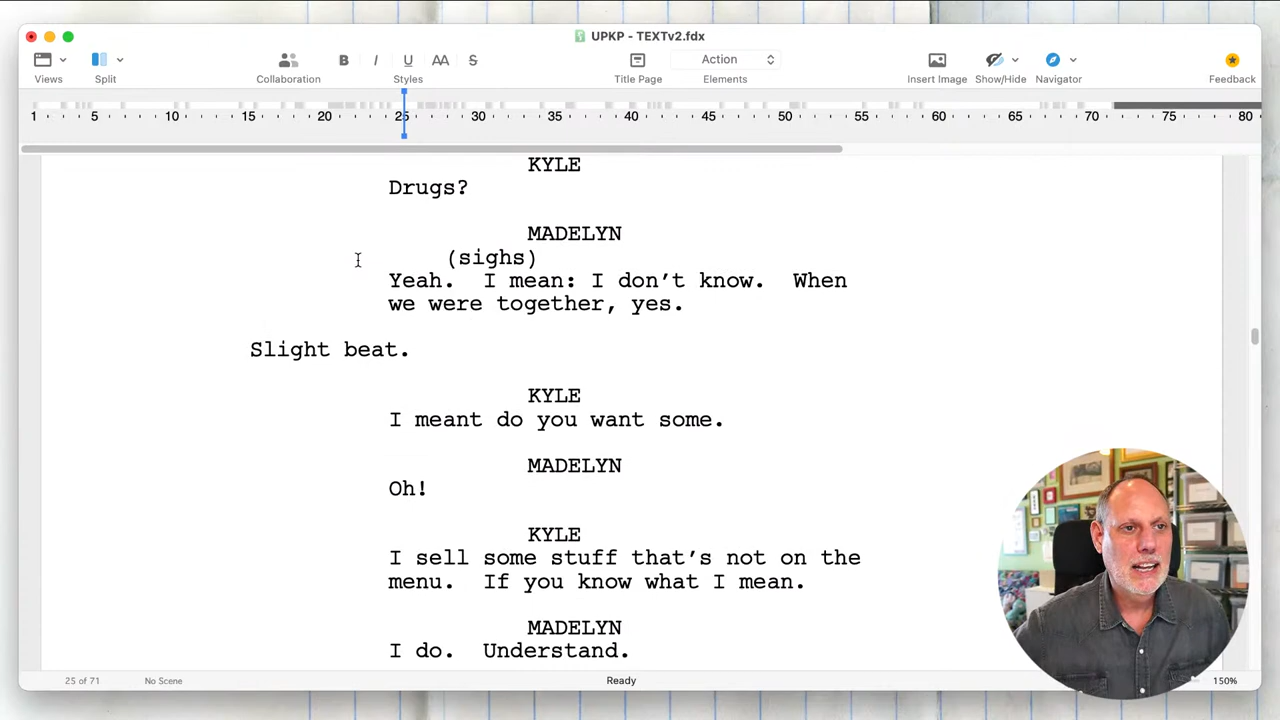 UPKP - TEXTv2.fdx
B I U AA S Action
Views Split Collaboration Styles Title Page Elements Insert Image Show/Hide Navigator Feedback
1 5 10 15 20 25 30 35 40 45 50 55 60 65 70 75 80
KYLE
Drugs?
MADELYN
(sighs)
Yeah.  I mean: I don’t know.  When
we were together, yes.
Slight beat.
KYLE
I meant do you want some.
MADELYN
Oh!
KYLE
I sell some stuff that’s not on the
menu.  If you know what I mean.
MADELYN
I do.  Understand.
25 of 71 No Scene Ready 150%